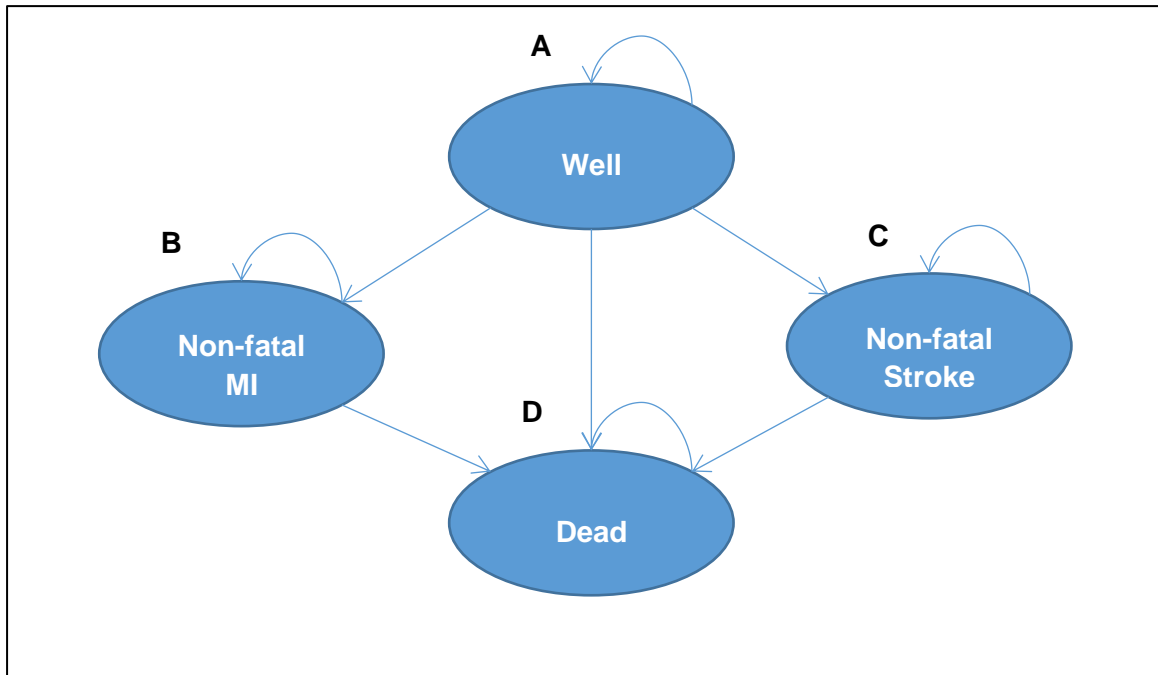 A
Well
B
Non-fatal
MI
C
Non-fatal
Stroke
D
Dead